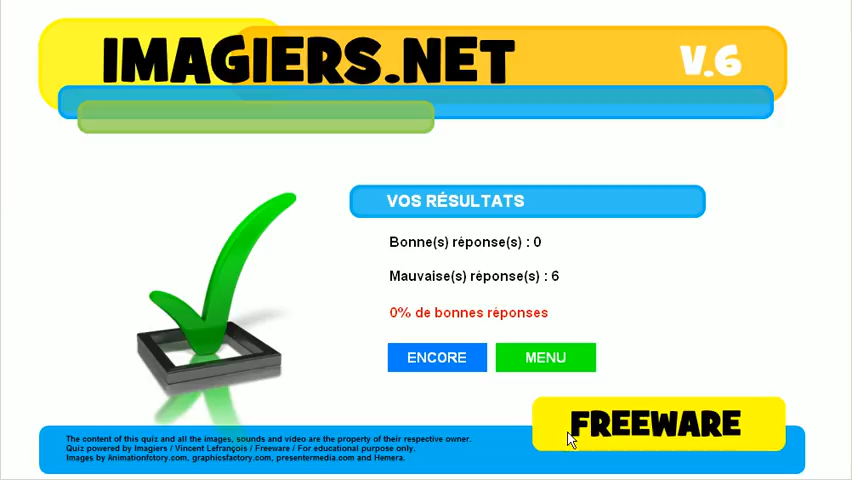 IMAGIERS.NET
V.6
VOS RÉSULTATS
Bonne(s) réponse(s) : 0
Mauvaise(s) réponse(s) : 6
0% de bonnes réponses
ENCORE
MENU
FREEWARE
The content of this quiz and all the images, sounds and video are the property of their respective owner.
Quiz powered by Imagiers / Vincent Lefrançois / Freeware / For educational purpose only.
Images by Animationfctory.com, graphicsfactory.com, presentermedia.com and Hemera.